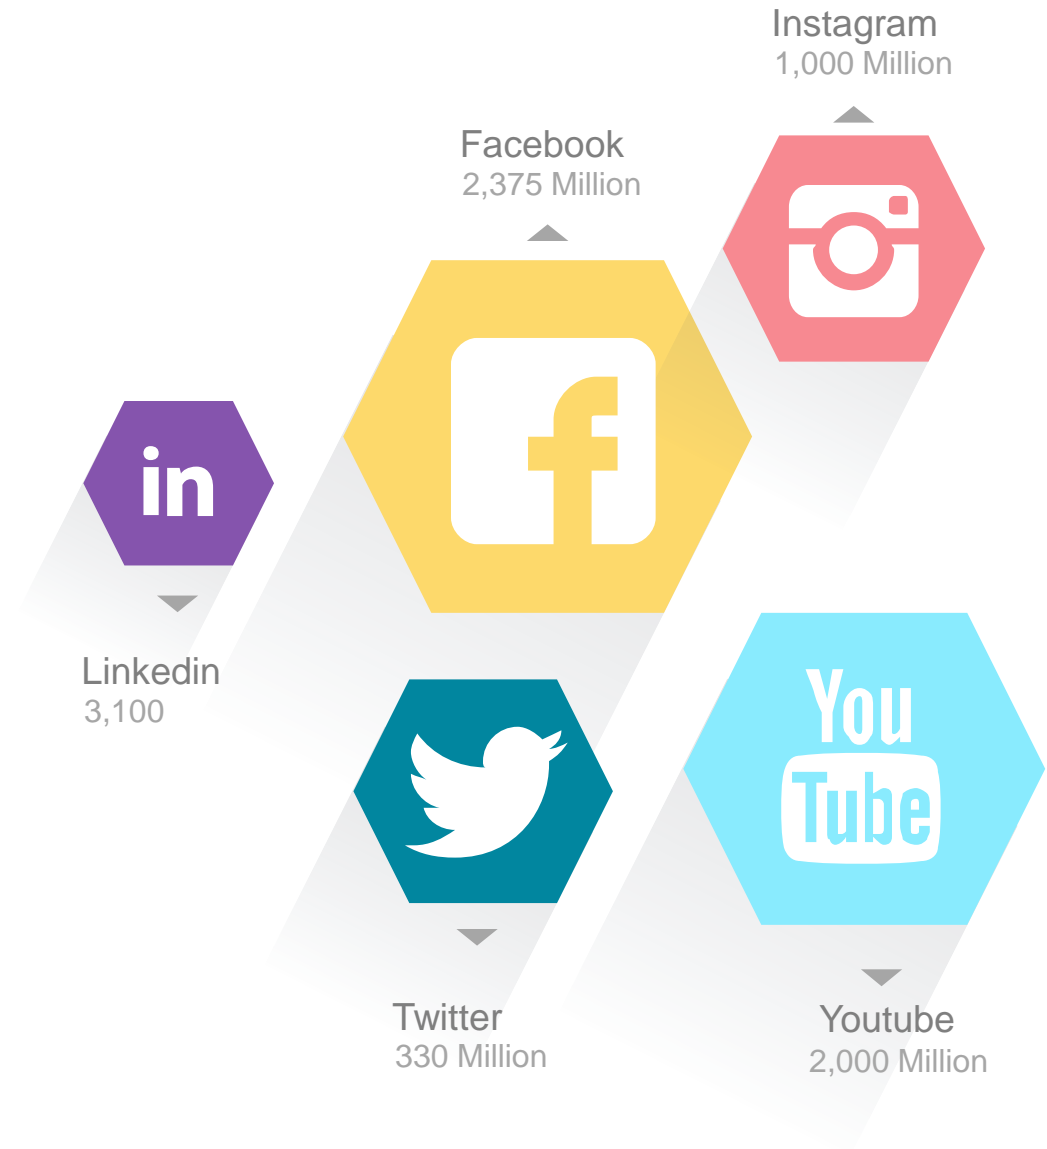 Instagram
1,000 Million
Facebook
2,375 Million
in
Linkedin
3,100
You
Tube
Twitter
330 Million
Youtube
2,000 Million